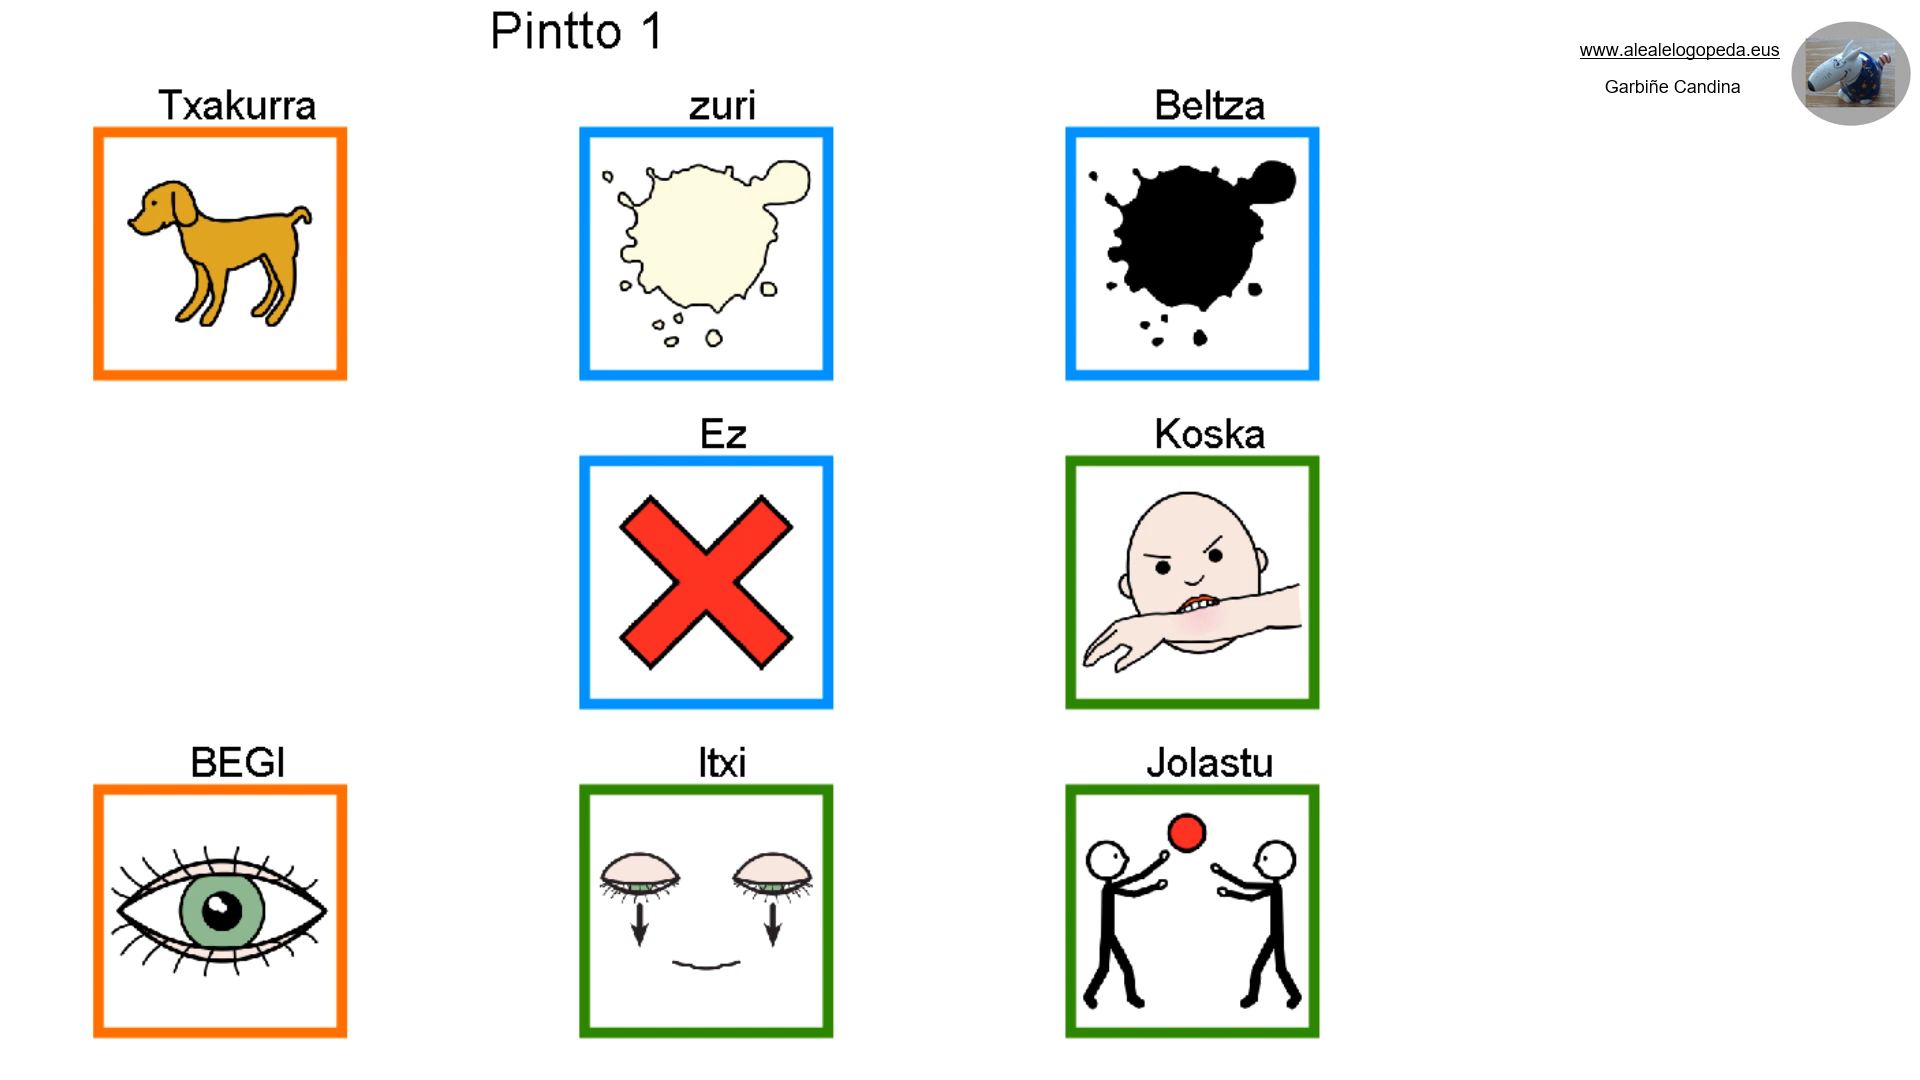 Pintto 1
www.alealelogopeda.eus
Garbiñe Candina
Txakurra
zuri
Beltza
Ez
Koska
BEGI
Itxi
Jolastu